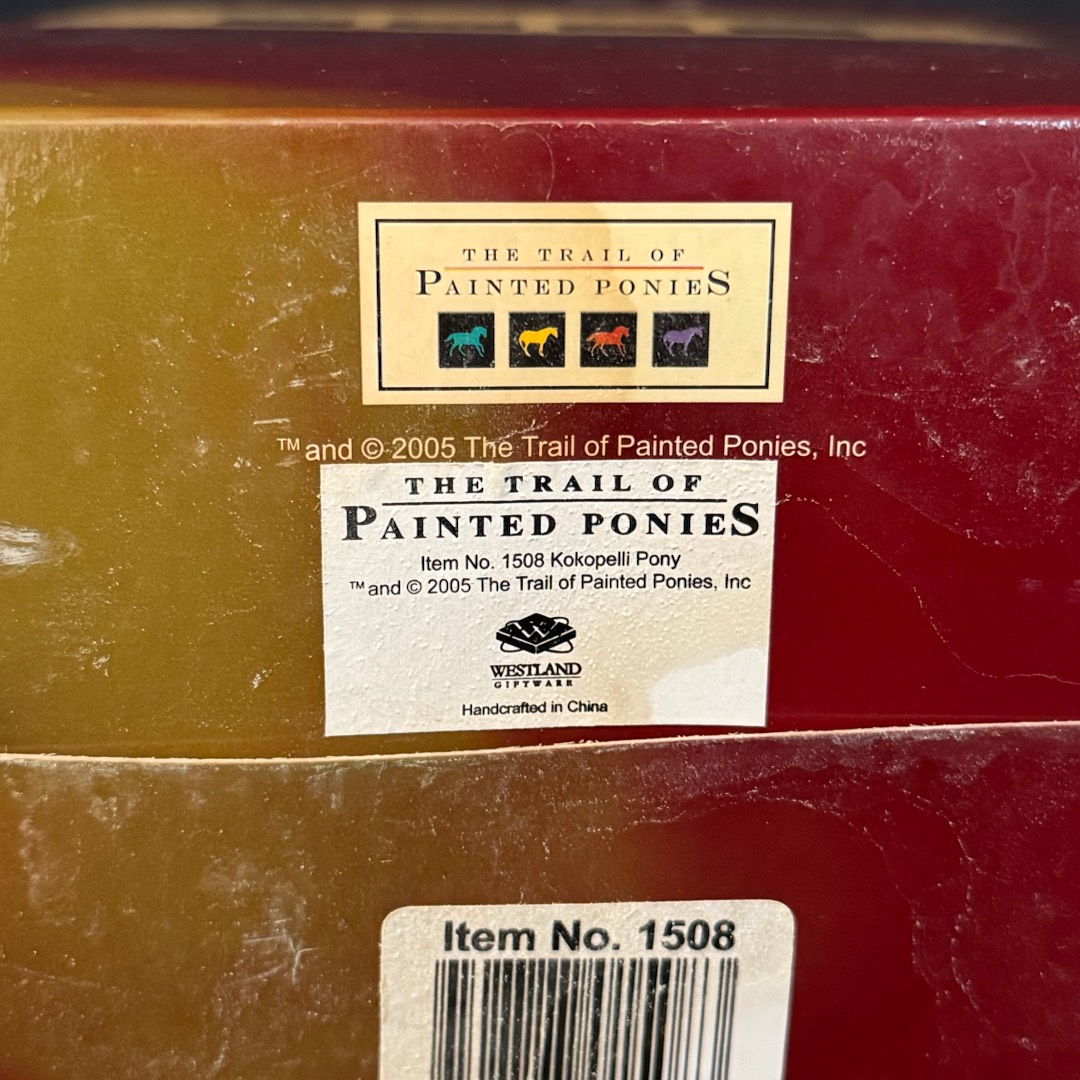 THE TRAIL OF
PAINTED PONIES
TM and © 2005 The Trail of Painted Ponies, Inc
THE TRAIL OF
PAINTED PONIES
Item No. 1508 Kokopelli Pony
TM and © 2005 The Trail of Painted Ponies, Inc
W
WESTLAND
GIFTWARE
Handcrafted in China
Item No. 1508